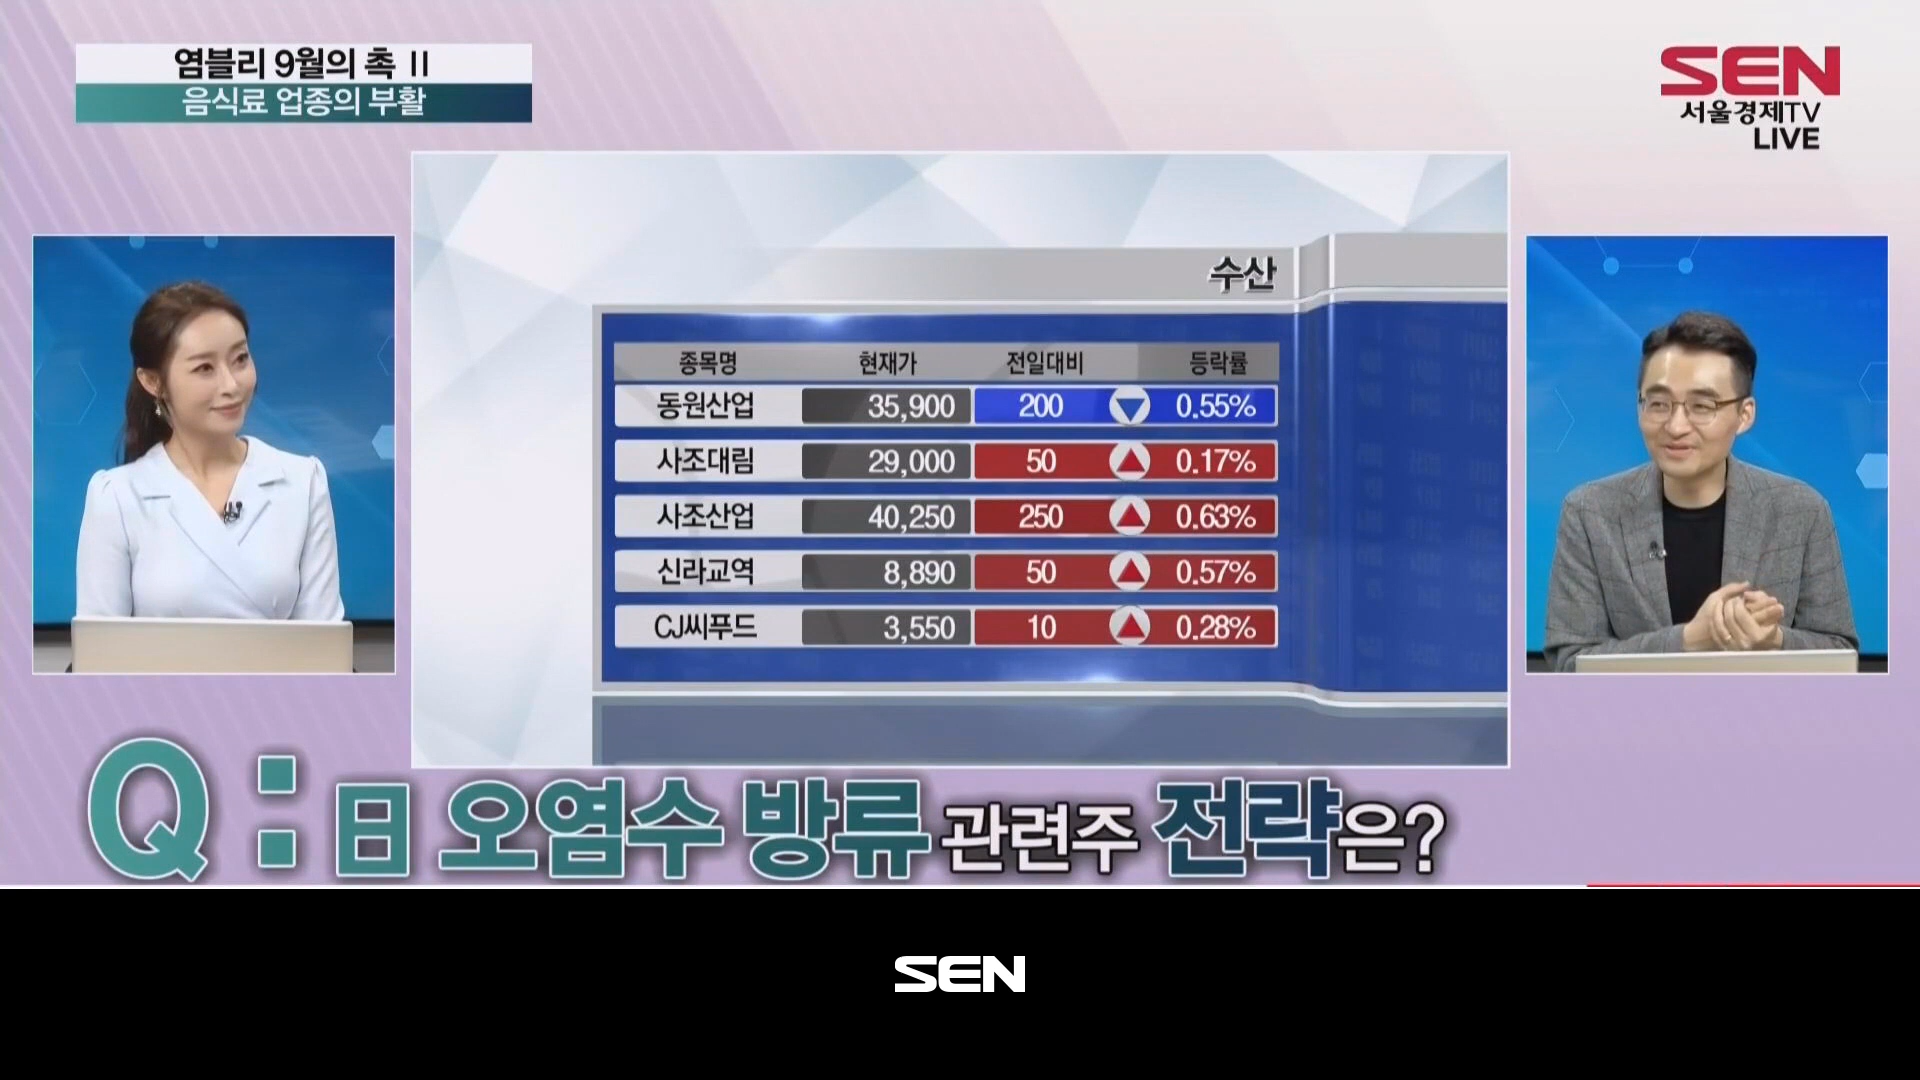 염블리 9월의 촉 II
음식료 업종의 부활
SEN
서울경제TV
LIVE
수산
종목명 현재가 전일대비 등락률
동원산업 35,900 200 ▼ 0.55%
사조대림 29,000 50 ▲ 0.17%
사조산업 40,250 250 ▲ 0.63%
신라교역 8,890 50 ▲ 0.57%
CJ씨푸드 3,550 10 ▲ 0.28%
Q : 日 오염수 방류 관련주 전략은?
SEN